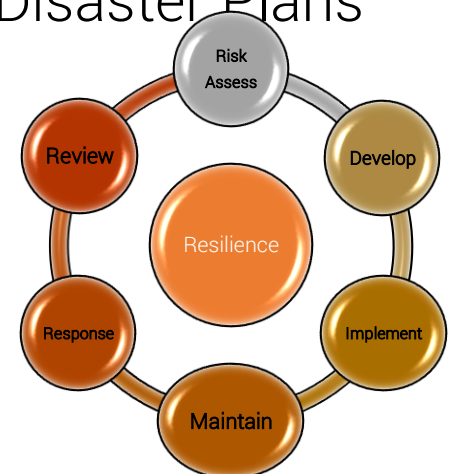 Disaster Plans
Risk
Assess
Review
Develop
Resilience
Response
Implement
Maintain